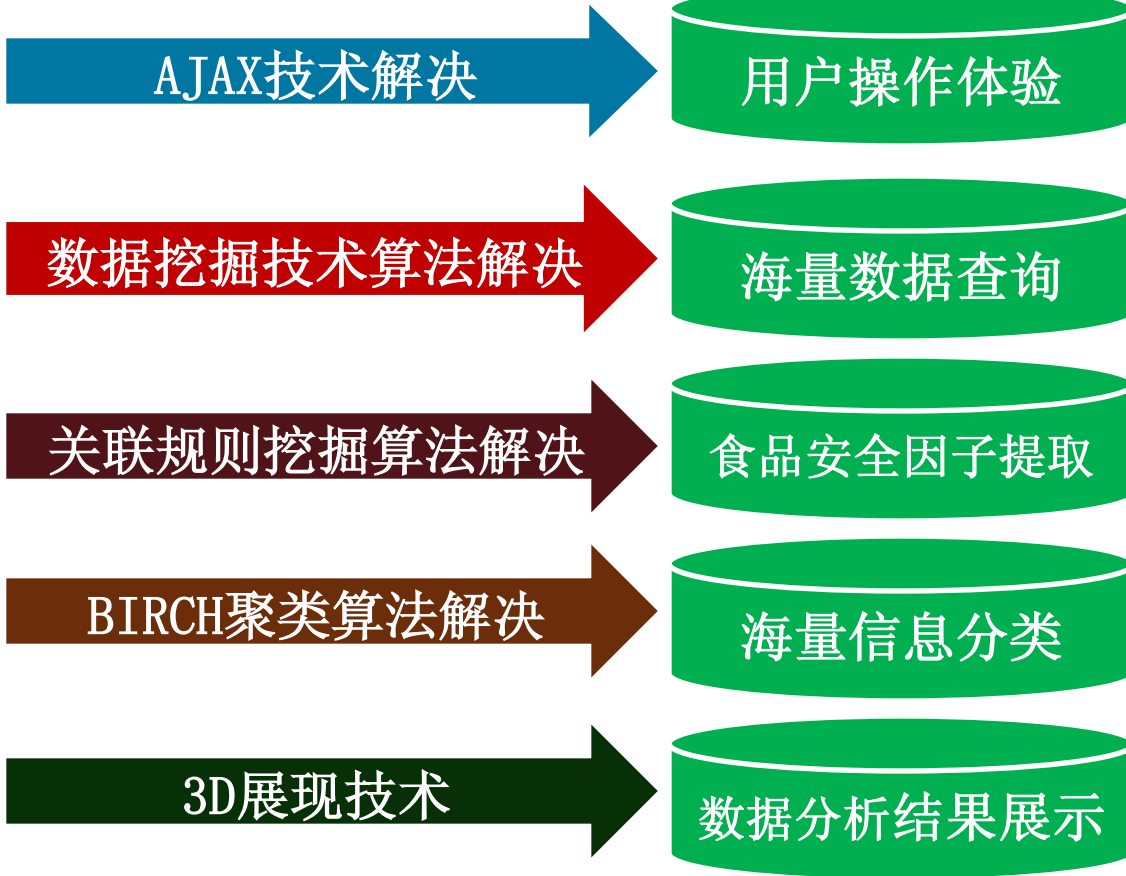 AJAX技术解决
用户操作体验
数据挖掘技术算法解决
海量数据查询
关联规则挖掘算法解决
食品安全因子提取
BIRCH聚类算法解决
海量信息分类
3D展现技术
数据分析结果展示